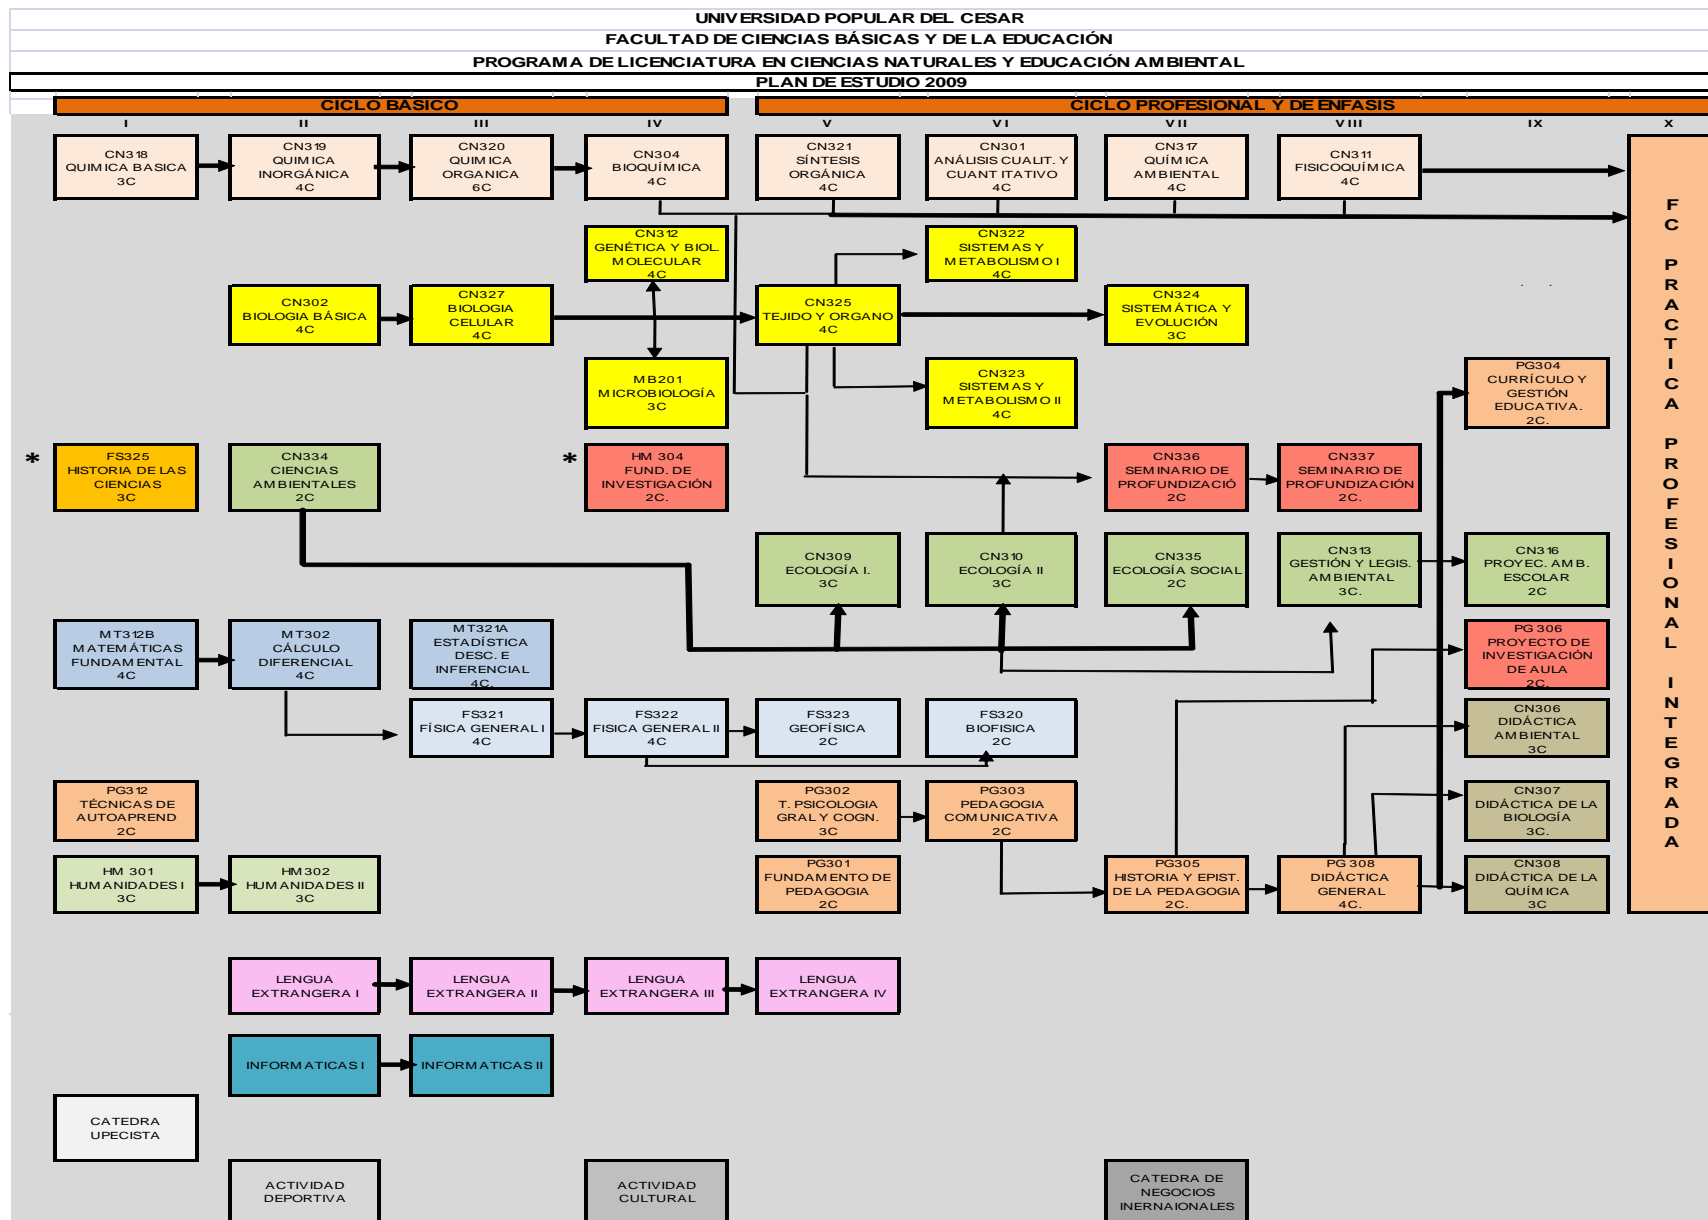 UNIVERSIDAD POPULAR DEL CESAR
FACULTAD DE CIENCIAS BÁSICAS Y DE LA EDUCACIÓN
PROGRAMA DE LICENCIATURA EN CIENCIAS NATURALES Y EDUCACIÓN AMBIENTAL
PLAN DE ESTUDIO 2009
CICLO BASICO
CICLO PROFESIONAL Y DE ENFASIS
I
II
III
IV
V
VI
VII
VIII
IX
X
CN318
QUIMICA BASICA
3C
CN319
QUIMICA
INORGÁNICA
4C
CN320
QUIMICA
ORGANICA
6C
CN304
BIOQUÍMICA
4C
CN321
SÍNTESIS
ORGÁNICA
4C
CN301
ANÁLISIS CUALIT. Y
CUANTITATIVO
4C
CN317
QUÍMICA
AMBIENTAL
4C
CN311
FISICOQUÍMICA
4C
FC PRACTICA PROFESIONAL INTEGRADA
CN312
GENÉTICA Y BIOL.
MOLECULAR
4C
CN322
SISTEMAS Y
METABOLISMO I
4C
CN302
BIOLOGIA BÁSICA
4C
CN327
BIOLOGIA
CELULAR
4C
CN325
TEJIDO Y ORGANO
4C
CN324
SISTEMÁTICA Y
EVOLUCIÓN
3C
MB201
MICROBIOLOGÍA
3C
CN323
SISTEMAS Y
METABOLISMO II
4C
PG304
CURRÍCULO Y
GESTIÓN
EDUCATIVA.
2C.
*
FS325
HISTORIA DE LAS
CIENCIAS
3C
CN334
CIENCIAS
AMBIENTALES
2C
*
HM 304
FUND. DE
INVESTIGACIÓN
2C.
CN336
SEMINARIO DE
PROFUNDIZACIÓ
2C
CN337
SEMINARIO DE
PROFUNDIZACIÓN
2C.
CN309
ECOLOGÍA I.
3C
CN310
ECOLOGÍA II
3C
CN335
ECOLOGÍA SOCIAL
2C
CN313
GESTIÓN Y LEGIS.
AMBIENTAL
3C.
CN316
PROYEC. AMB.
ESCOLAR
2C
MT312B
MATEMÁTICAS
FUNDAMENTAL
4C
MT302
CÁLCULO
DIFERENCIAL
4C
MT321A
ESTADÍSTICA
DESC. E
INFERENCIAL
4C.
PG 306
PROYECTO DE
INVESTIGACIÓN
DE AULA
2C.
FS321
FÍSICA GENERAL I
4C
FS322
FISICA GENERAL II
4C
FS323
GEOFÍSICA
2C
FS320
BIOFISICA
2C
CN306
DIDÁCTICA
AMBIENTAL
3C
PG312
TÉCNICAS DE
AUTOAPREND
2C
PG302
T. PSICOLOGIA
GRAL Y COGN.
3C
PG303
PEDAGOGIA
COMUNICATIVA
2C
CN307
DIDÁCTICA DE LA
BIOLOGÍA
3C.
HM 301
HUMANIDADES I
3C
HM 302
HUMANIDADES II
3C
PG301
FUNDAMENTO DE
PEDAGOGIA
2C
PG305
HISTORIA Y EPIST.
DE LA PEDAGOGIA
2C.
PG 308
DIDÁCTICA
GENERAL
4C.
CN308
DIDÁCTICA DE LA
QUÍMICA
3C
LENGUA
EXTRANGERA I
LENGUA
EXTRANGERA II
LENGUA
EXTRANGERA III
LENGUA
EXTRANGERA IV
INFORMATICAS I
INFORMATICAS II
CATEDRA
UPECISTA
ACTIVIDAD
DEPORTIVA
ACTIVIDAD
CULTURAL
CATEDRA DE
NEGOCIOS
INERNAIONALES